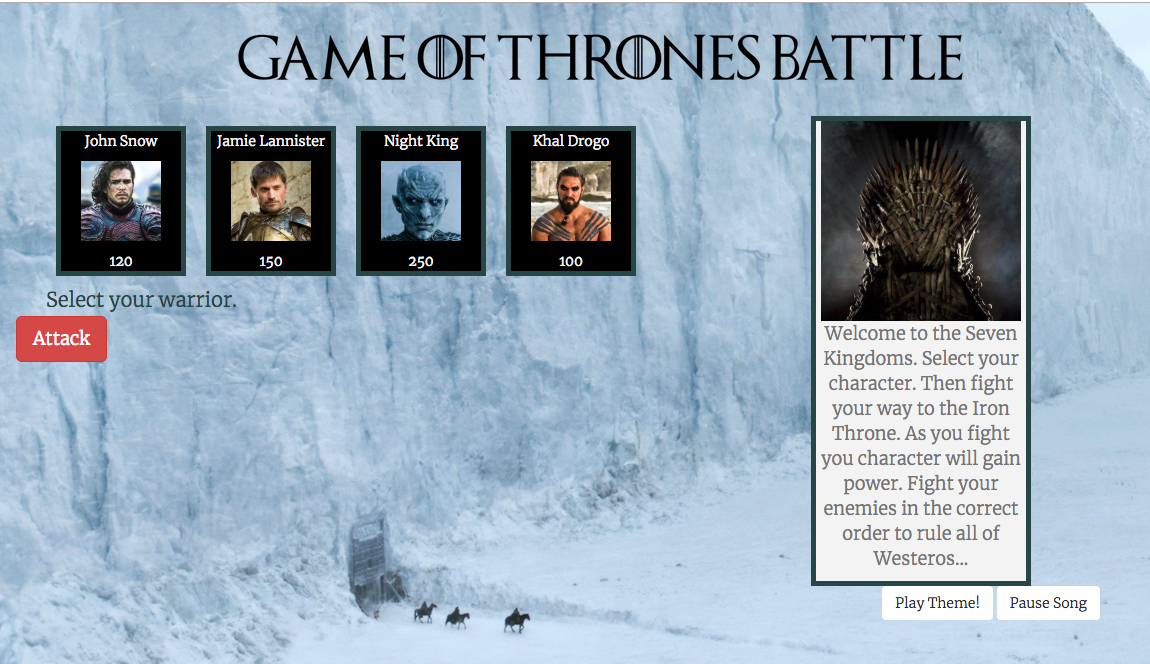 GAME OF THRONES BATTLE
John Snow
Jamie Lannister
Night King
Khal Drogo
120
150
250
100
Select your warrior.
Attack
Welcome to the Seven
Kingdoms. Select your
character. Then fight
your way to the Iron
Throne. As you fight
you character will gain
power. Fight your
enemies in the correct
order to rule all of
Westeros...
Play Theme!
Pause Song